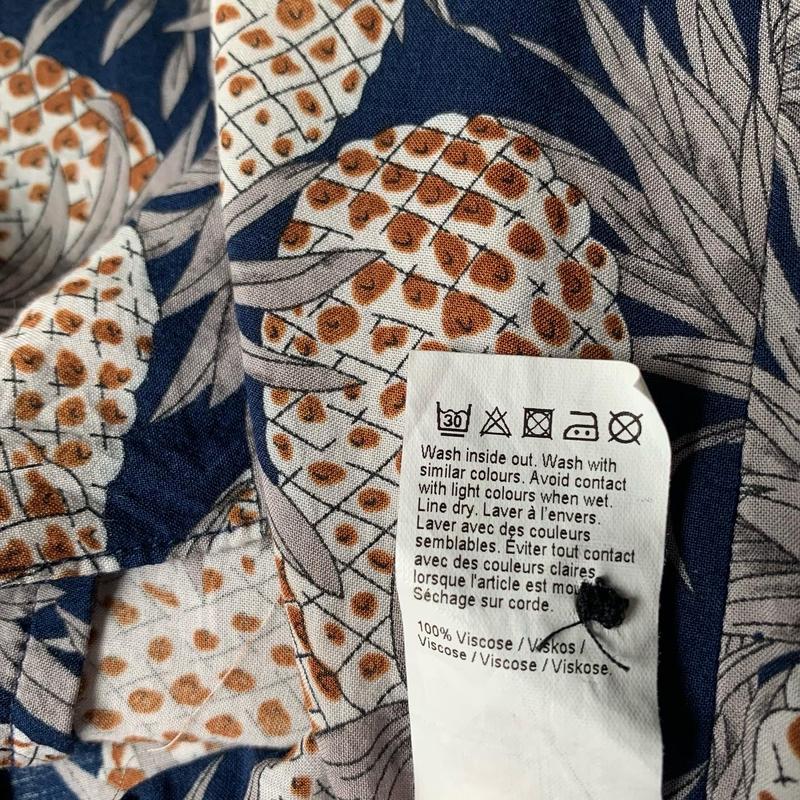 30
Wash inside out. Wash with
similar colours. Avoid contact
with light colours when wet.
Line dry. Laver à l'envers.
Laver avec des couleurs
semblables. Éviter tout contact
avec des couleurs claires
lorsque l'article est
Séchage sur corde.
100% Viscose / Viskos /
Viscose / Viscose / Viskose.